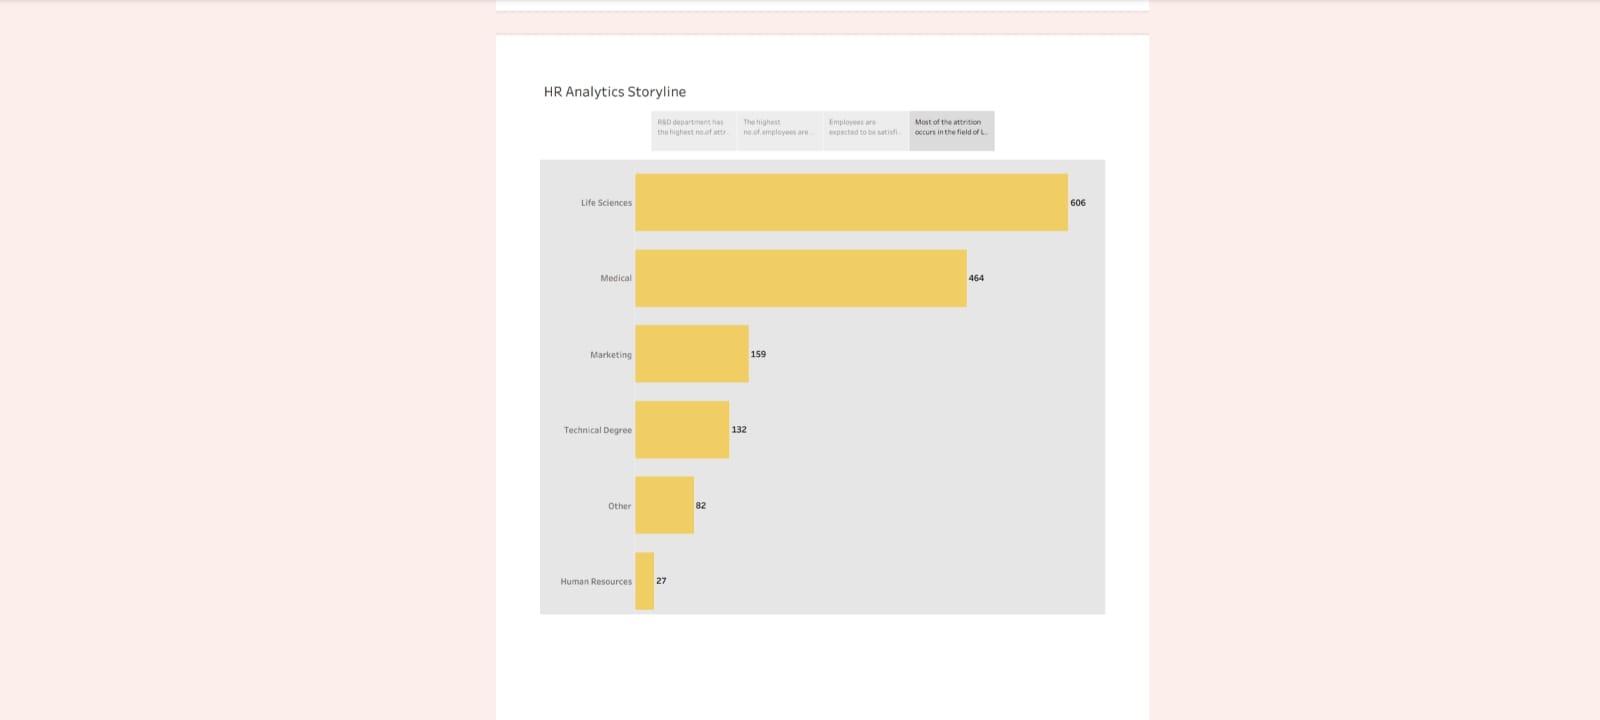 HR Analytics Storyline
R&D department has
the highest no.of attr..
The highest
no.of.employees are ..
Employees are
expected to be satisfi..
Most of the attrition
occurs in the field of L..
Life Sciences
606
Medical
464
Marketing
159
Technical Degree
132
Other
82
Human Resources
27